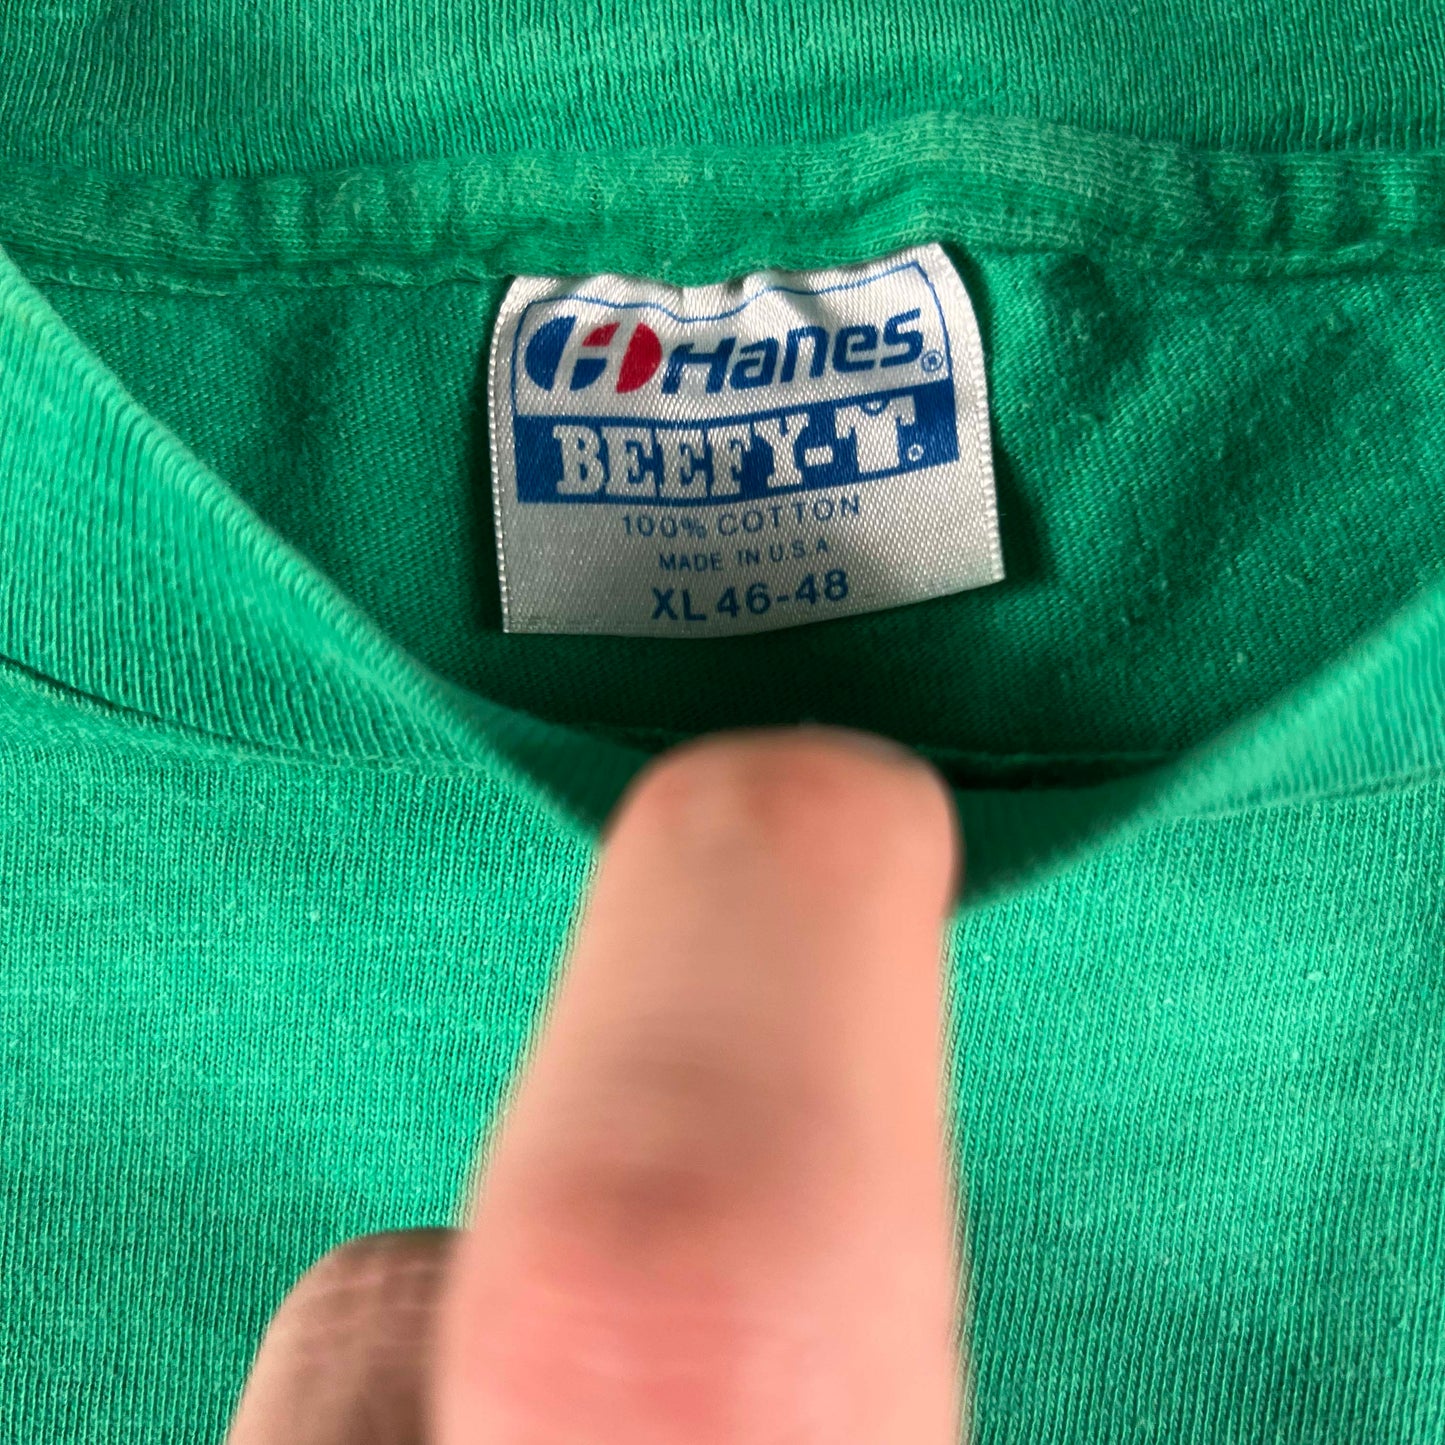 Hanes®
BEEFY-T®
100% COTTON
MADE IN U.S.A
XL 46-48